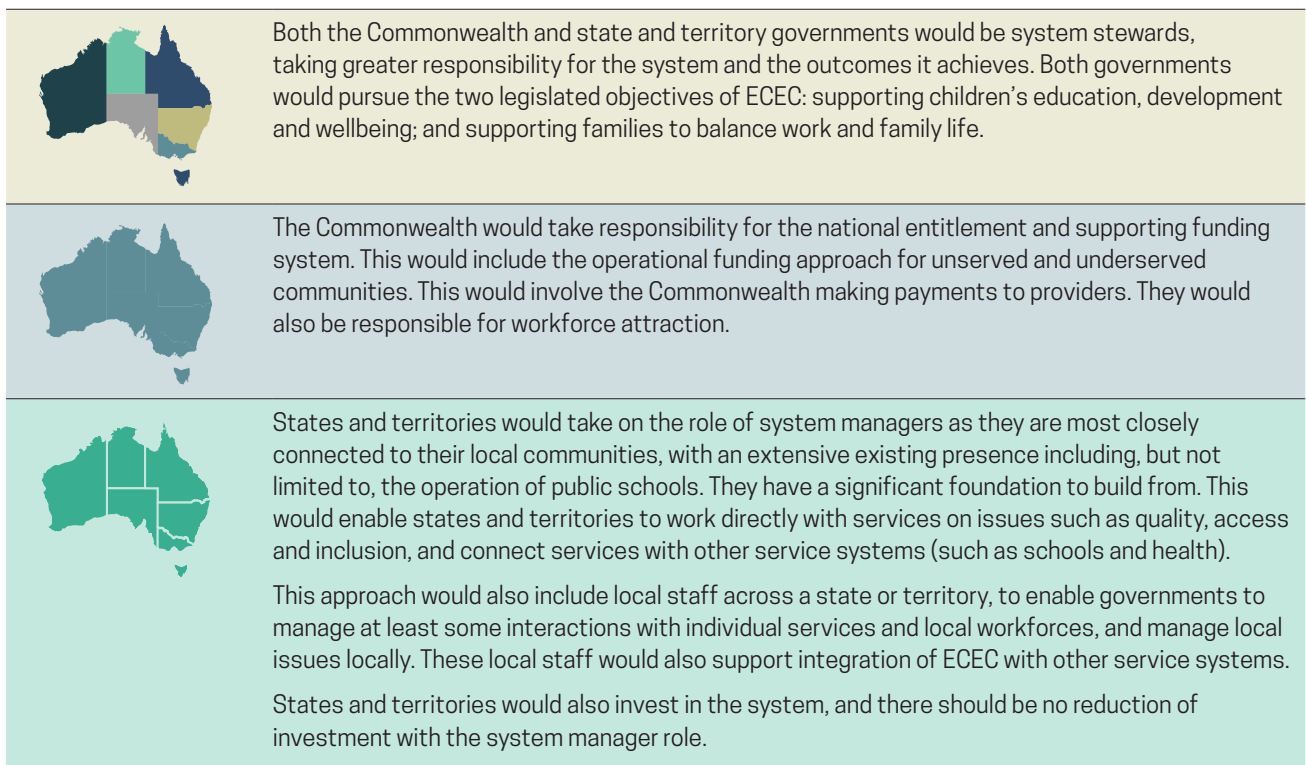 Both the Commonwealth and state and territory governments would be system stewards,
taking greater responsibility for the system and the outcomes it achieves. Both governments
would pursue the two legislated objectives of ECEC: supporting children’s education, development
and wellbeing; and supporting families to balance work and family life.
The Commonwealth would take responsibility for the national entitlement and supporting funding
system. This would include the operational funding approach for unserved and underserved
communities. This would involve the Commonwealth making payments to providers. They would
also be responsible for workforce attraction.
States and territories would take on the role of system managers as they are most closely
connected to their local communities, with an extensive existing presence including, but not
limited to, the operation of public schools. They have a significant foundation to build from. This
would enable states and territories to work directly with services on issues such as quality, access
and inclusion, and connect services with other service systems (such as schools and health).
This approach would also include local staff across a state or territory, to enable governments to
manage at least some interactions with individual services and local workforces, and manage local
issues locally. These local staff would also support integration of ECEC with other service systems.
States and territories would also invest in the system, and there should be no reduction of
investment with the system manager role.